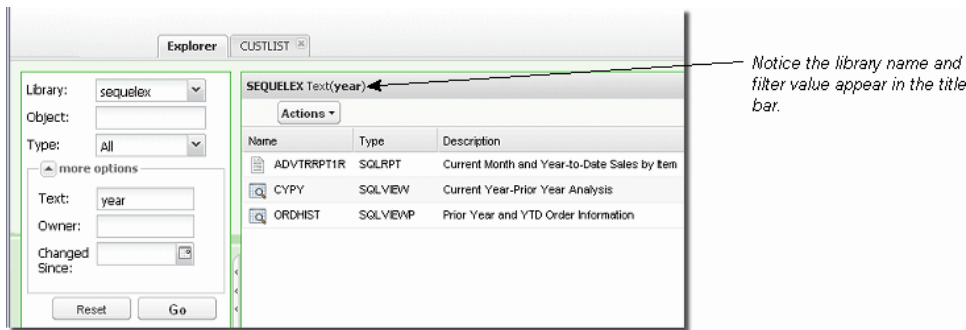 Explorer
CUSTLIST
Library:
sequelex
Object:
Type:
All
more options
Text:
year
Owner:
Changed
Since:
Reset
Go
SEQUELEX Text(year)
Actions
Name Type Description
ADVTRRPT1R SQLRPT Current Month and Year-to-Date Sales by Item
CYPY SQLVIEW Current Year-Prior Year Analysis
ORDHIST SQLVIEWP Prior Year and YTD Order Information
Notice the library name and
filter value appear in the title
bar.